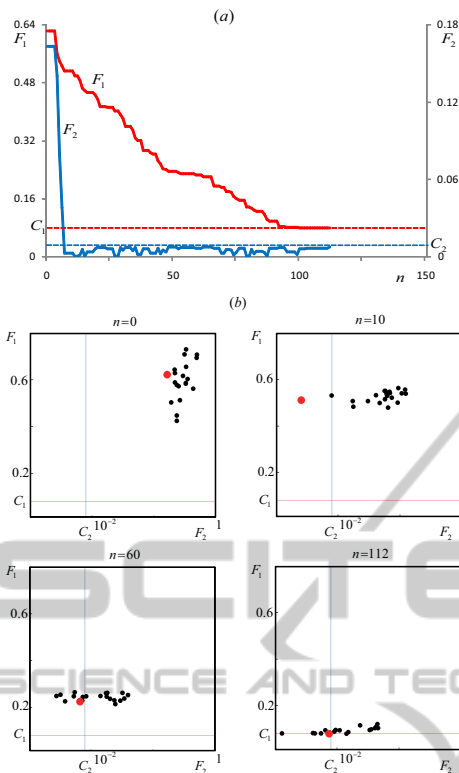 (a)
0.64
0.18
F1
F2
0.48
0.12
0.32
0.06
0.16
C1
C2
0
0
F1
F2
0
50
100
n
150
(b)
n=0
n=10
F1
F1
0.6
0.6
0.2
0.2
C1
C1
C2
10-2
F2
1
C2
10-2
F2
n=60
n=112
F1
F1
0.6
0.6
0.2
0.2
C1
C1
C2
10-2
F2
1
C2
10-2
F2
SCITE
SCIENCE AND TECH